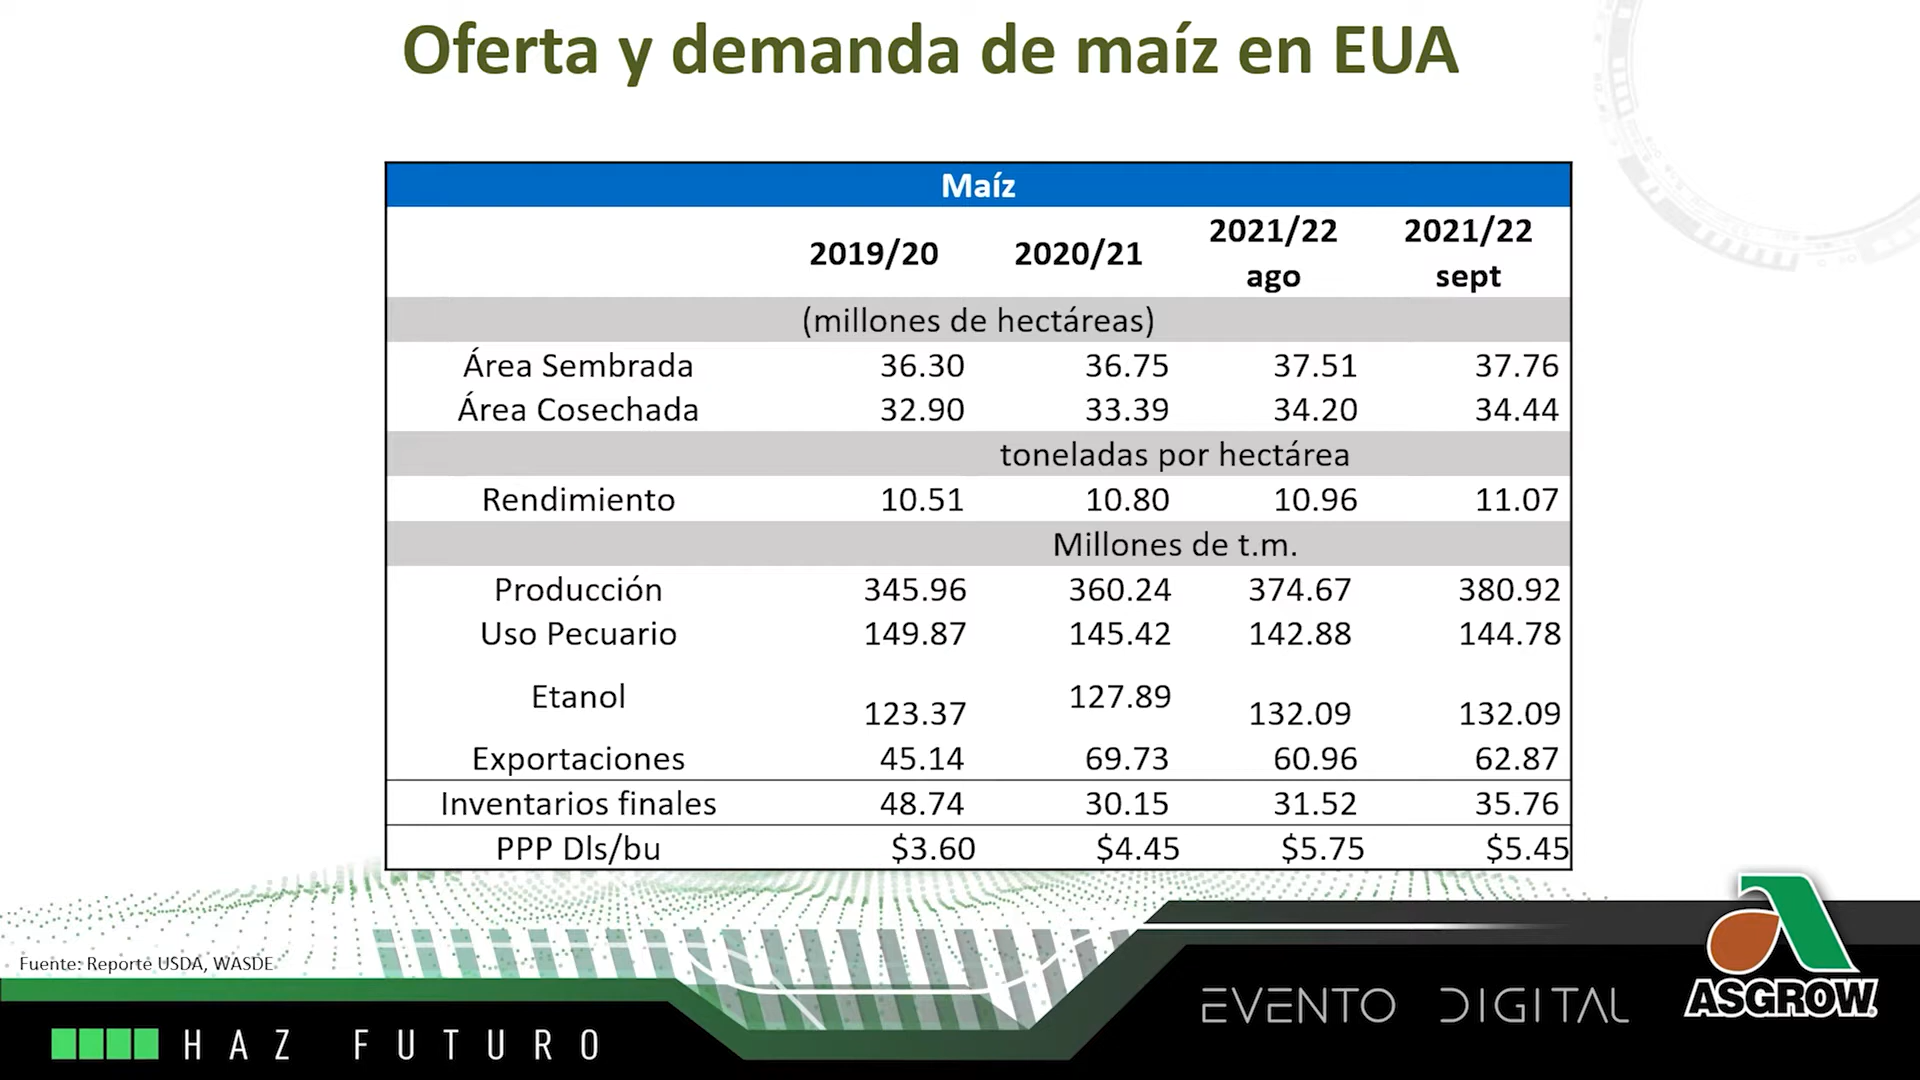 Oferta y demanda de maíz en EUA
Maíz
2019/20 2020/21 2021/22 ago 2021/22 sept
(millones de hectáreas)
Área Sembrada 36.30 36.75 37.51 37.76
Área Cosechada 32.90 33.39 34.20 34.44
toneladas por hectárea
Rendimiento 10.51 10.80 10.96 11.07
Millones de t.m.
Producción 345.96 360.24 374.67 380.92
Uso Pecuario 149.87 145.42 142.88 144.78
Etanol 123.37 127.89 132.09 132.09
Exportaciones 45.14 69.73 60.96 62.87
Inventarios finales 48.74 30.15 31.52 35.76
PPP Dls/bu $3.60 $4.45 $5.75 $5.45
Fuente: Reporte USDA, WASDE
HAZ FUTURO
EVENTO DIGITAL
ASGROW